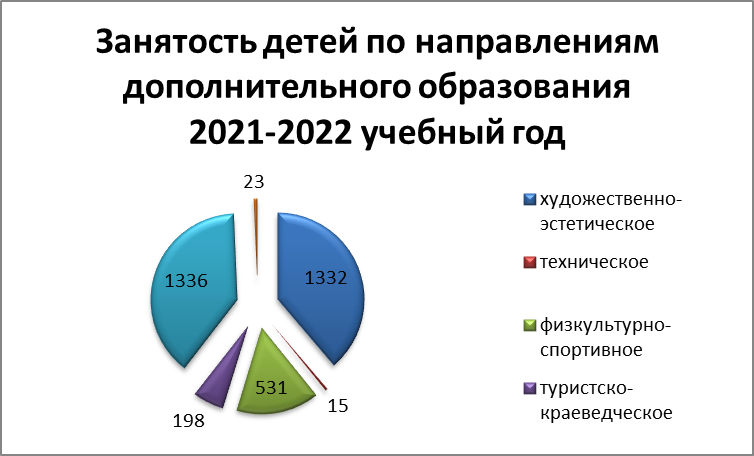 Занятость детей по направлениям
дополнительного образования
2021-2022 учебный год
23
1336
1332
531
15
198
художественно-
эстетическое
техническое
физкультурно-
спортивное
туристско-
краеведческое